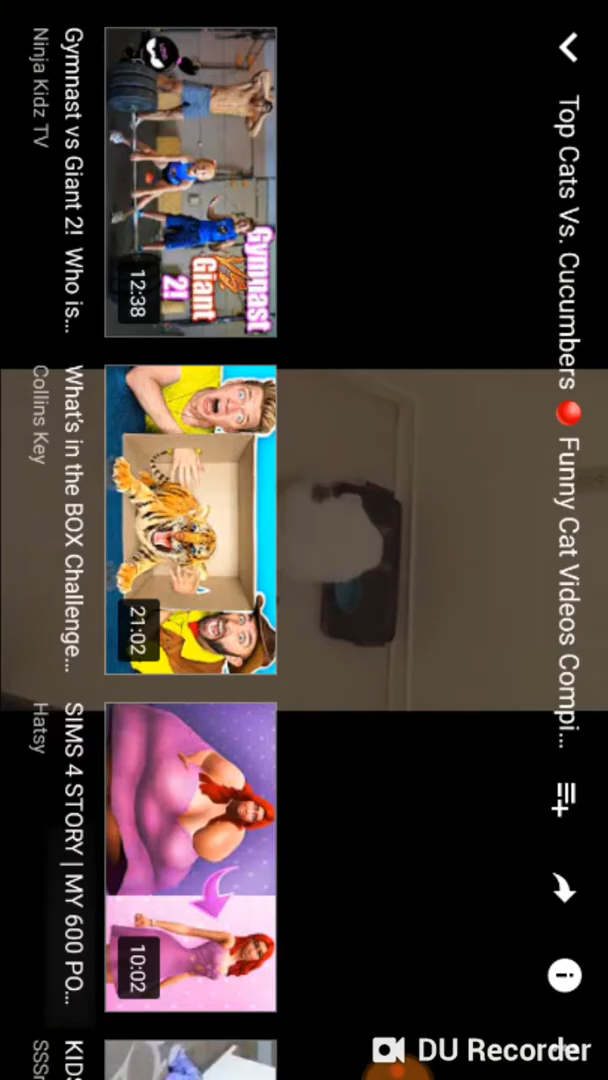 Top Cats Vs. Cucumbers 🔴 Funny Cat Videos Compi...
Gymnast
Vs
Giant
2!
12:38
Gymnast vs Giant 2! Who is...
Ninja Kidz TV
21:02
What's in the BOX Challenge...
Collins Key
10:02
SIMS 4 STORY | MY 600 PO...
Hatsy
KIDS
SSSn
DU Recorder